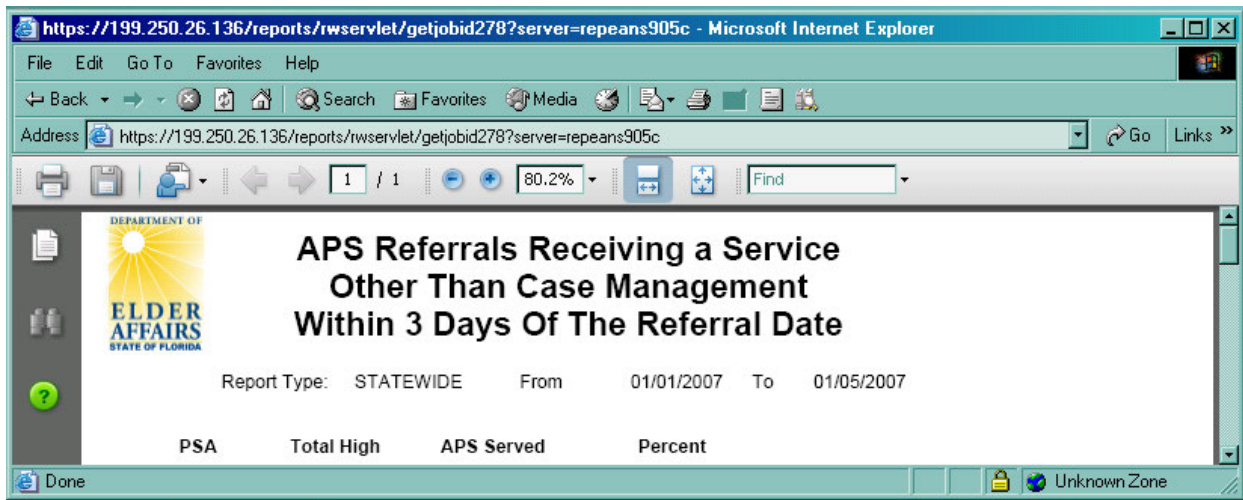 https://199.250.26.136/reports/rwservlet/getjobid278?server=repeans905c - Microsoft Internet Explorer
File Edit Go To Favorites Help
Back Search Favorites Media
Address https://199.250.26.136/reports/rwservlet/getjobid278?server=repeans905c Go Links »
1 / 1 80.2% Find
DEPARTMENT OF
ELDER
AFFAIRS
STATE OF FLORIDA
APS Referrals Receiving a Service
Other Than Case Management
Within 3 Days Of The Referral Date
Report Type: STATEWIDE From 01/01/2007 To 01/05/2007
PSA Total High APS Served Percent
Done Unknown Zone